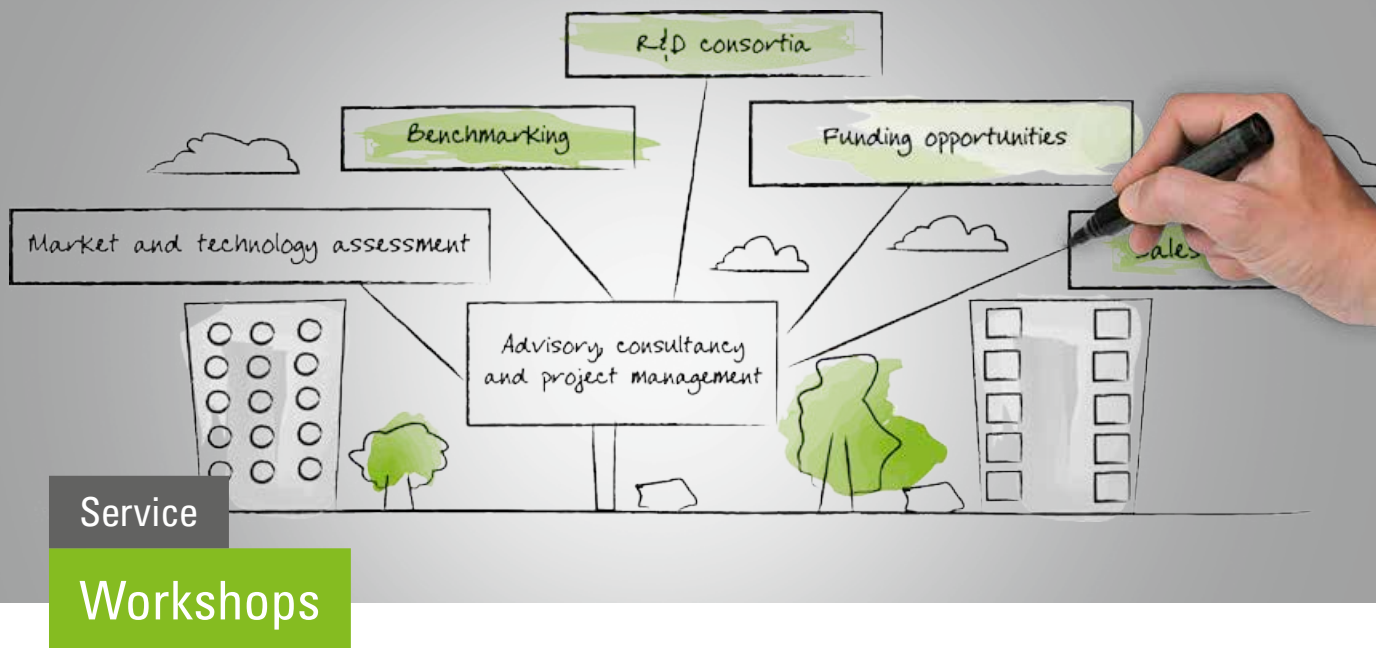 R&D consortia
Benchmarking
Funding opportunities
Market and technology assessment
Advisory, consultancy
and project management
Service
Workshops